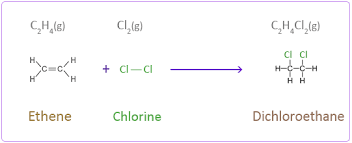 C₂H₄(g) Cl₂(g) C₂H₄Cl₂(g)
H H Cl Cl
C=C + Cl—Cl H-C-C-H
H H H H
Ethene Chlorine Dichloroethane